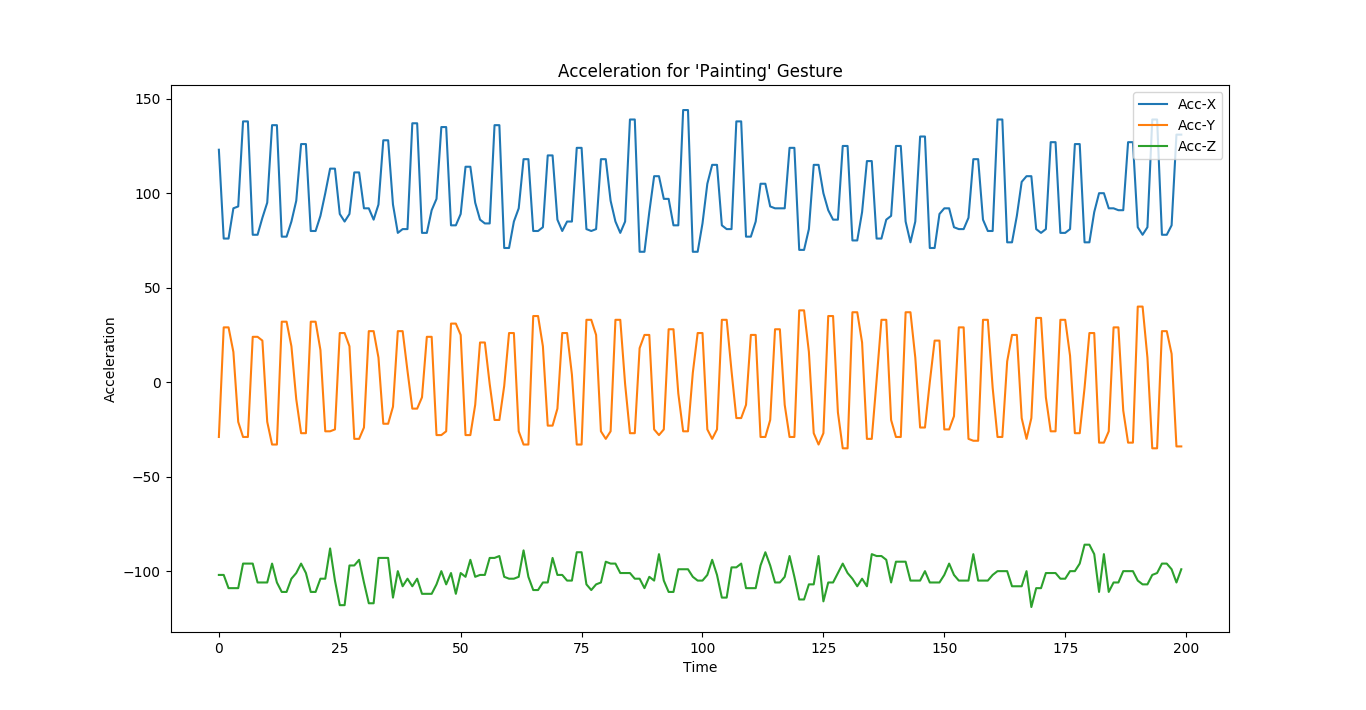 Acceleration for 'Painting' Gesture
Acc-X
Acc-Y
Acc-Z
150
100
50
0
−50
−100
Acceleration
0 25 50 75 100 125 150 175 200
Time